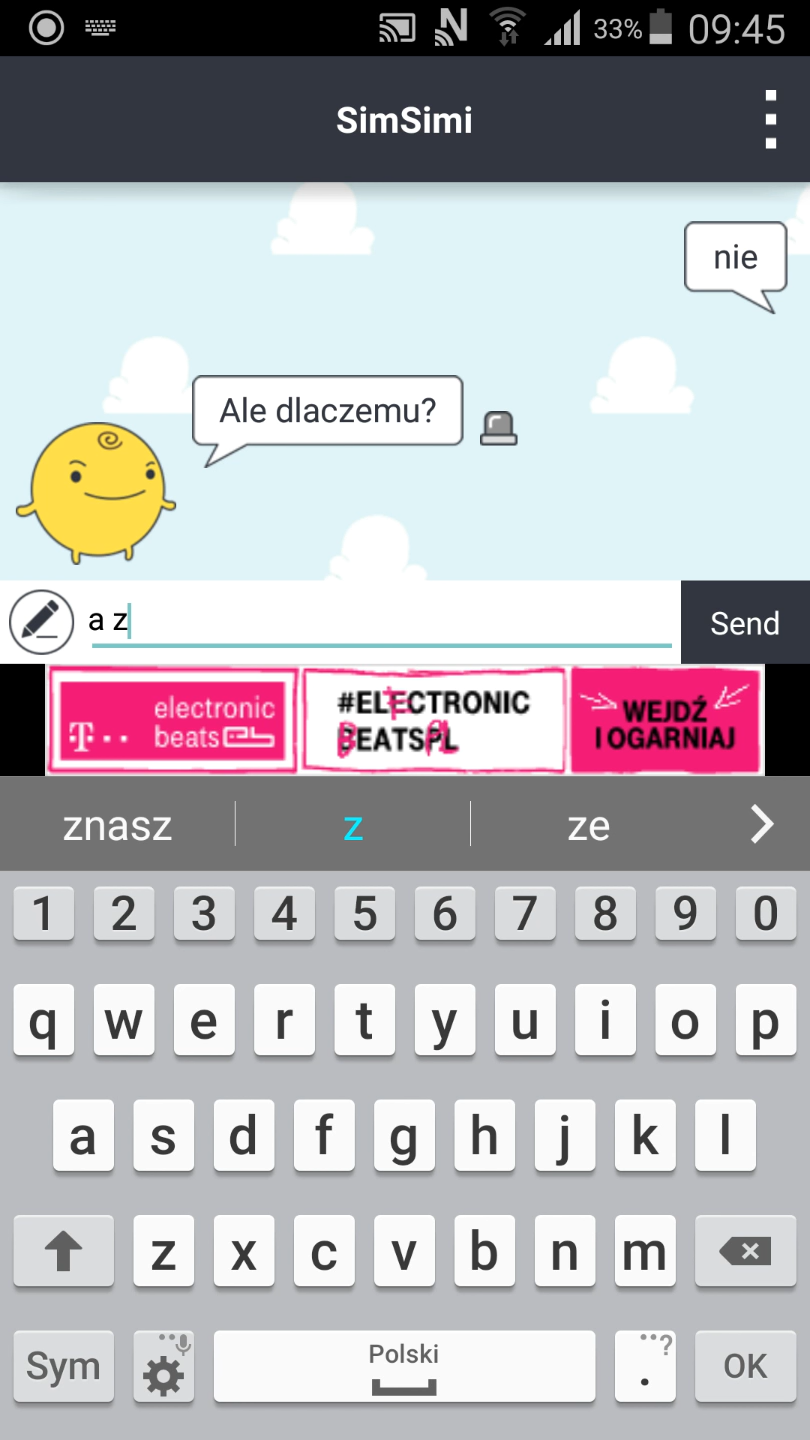 33% 09:45
SimSimi
nie
Ale dlaczemu?
a z
Send
T electronic
beats eb
#ELECTRONIC
BEATSPL
WEJDŹ
I OGARNIAJ
znasz z ze
1 2 3 4 5 6 7 8 9 0
q w e r t y u i o p
a s d f g h j k l
z x c v b n m
Sym Polski . ? OK